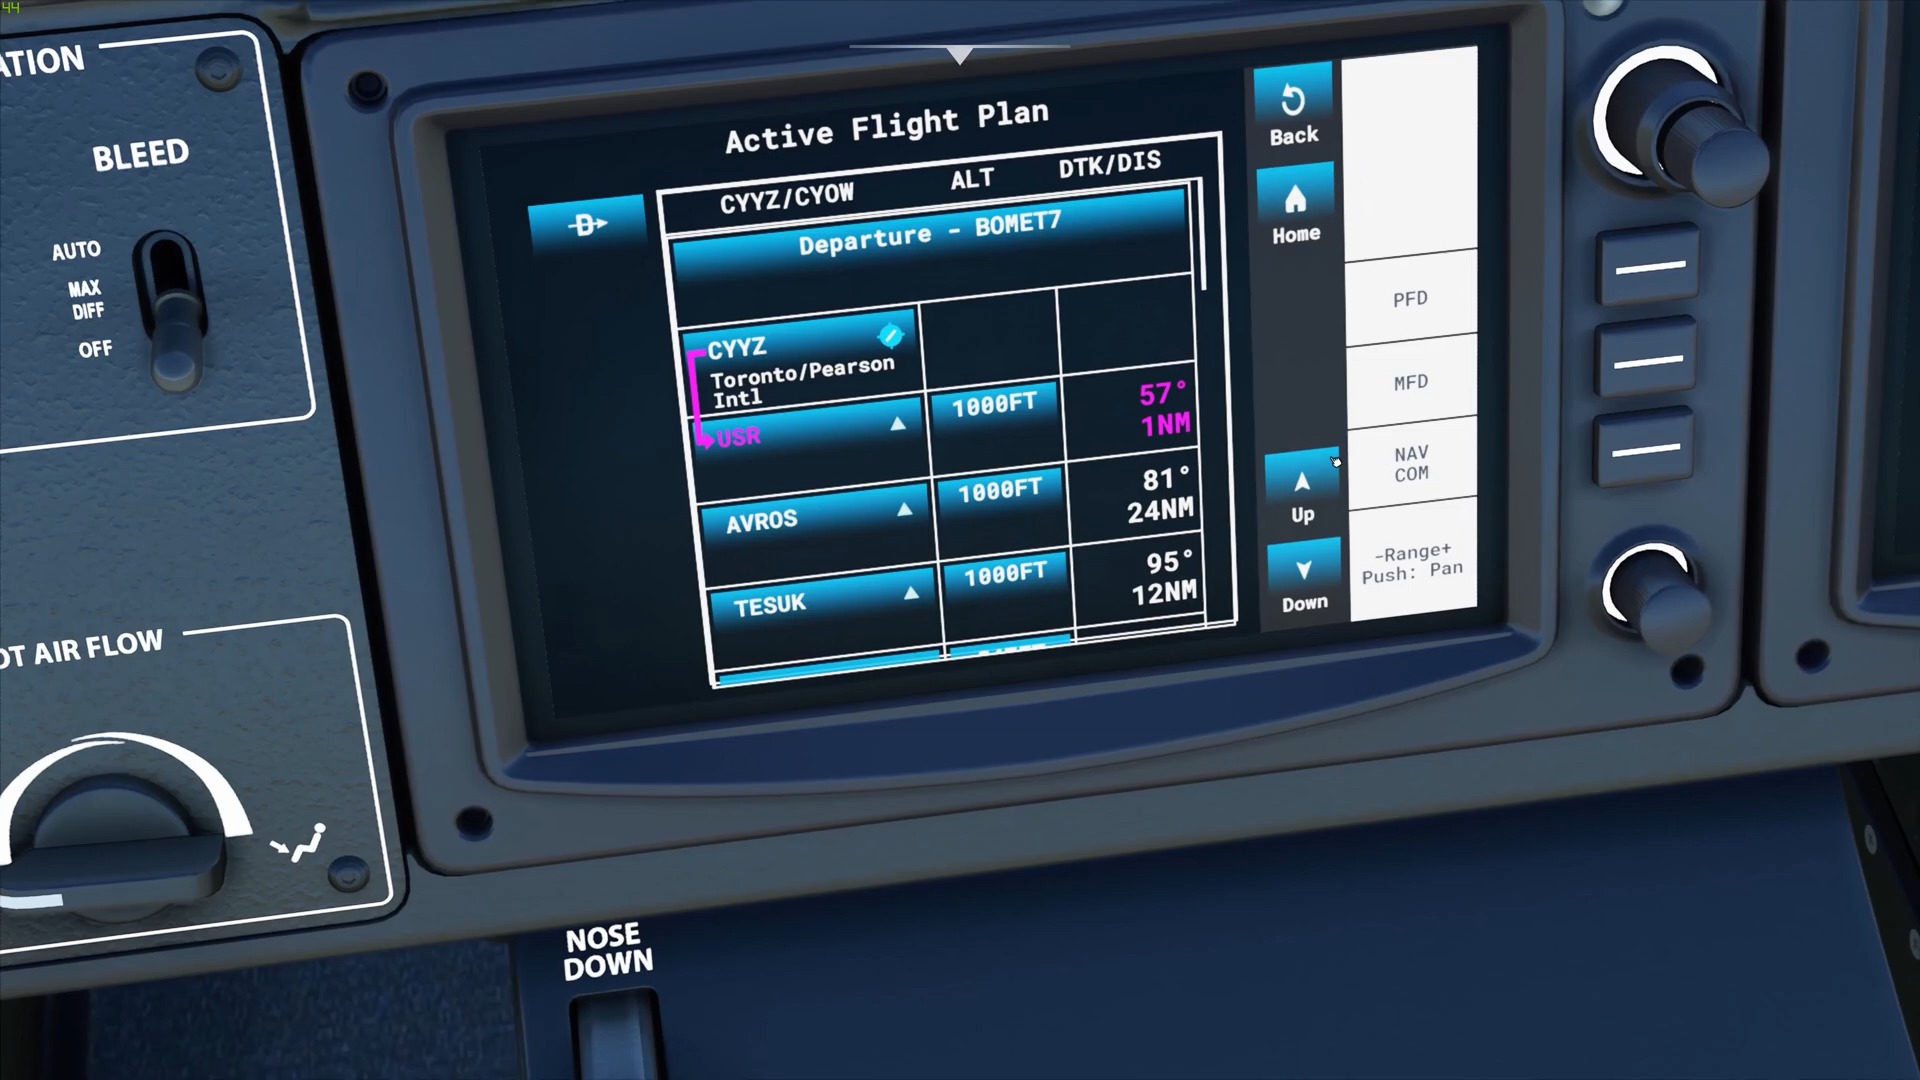 44
ATION
BLEED
AUTO
MAX
DIFF
OFF
OT AIR FLOW
NOSE
DOWN
Active Flight Plan
CYYZ/CYOW ALT DTK/DIS
Departure – BOMET7
CYYZ
Toronto/Pearson
Intl
USR 1000FT 57°
1NM
AVROS 1000FT 81°
24NM
TESUK 1000FT 95°
12NM
Back
Home
Up
Down
PFD
MFD
NAV
COM
-Range+
Push: Pan